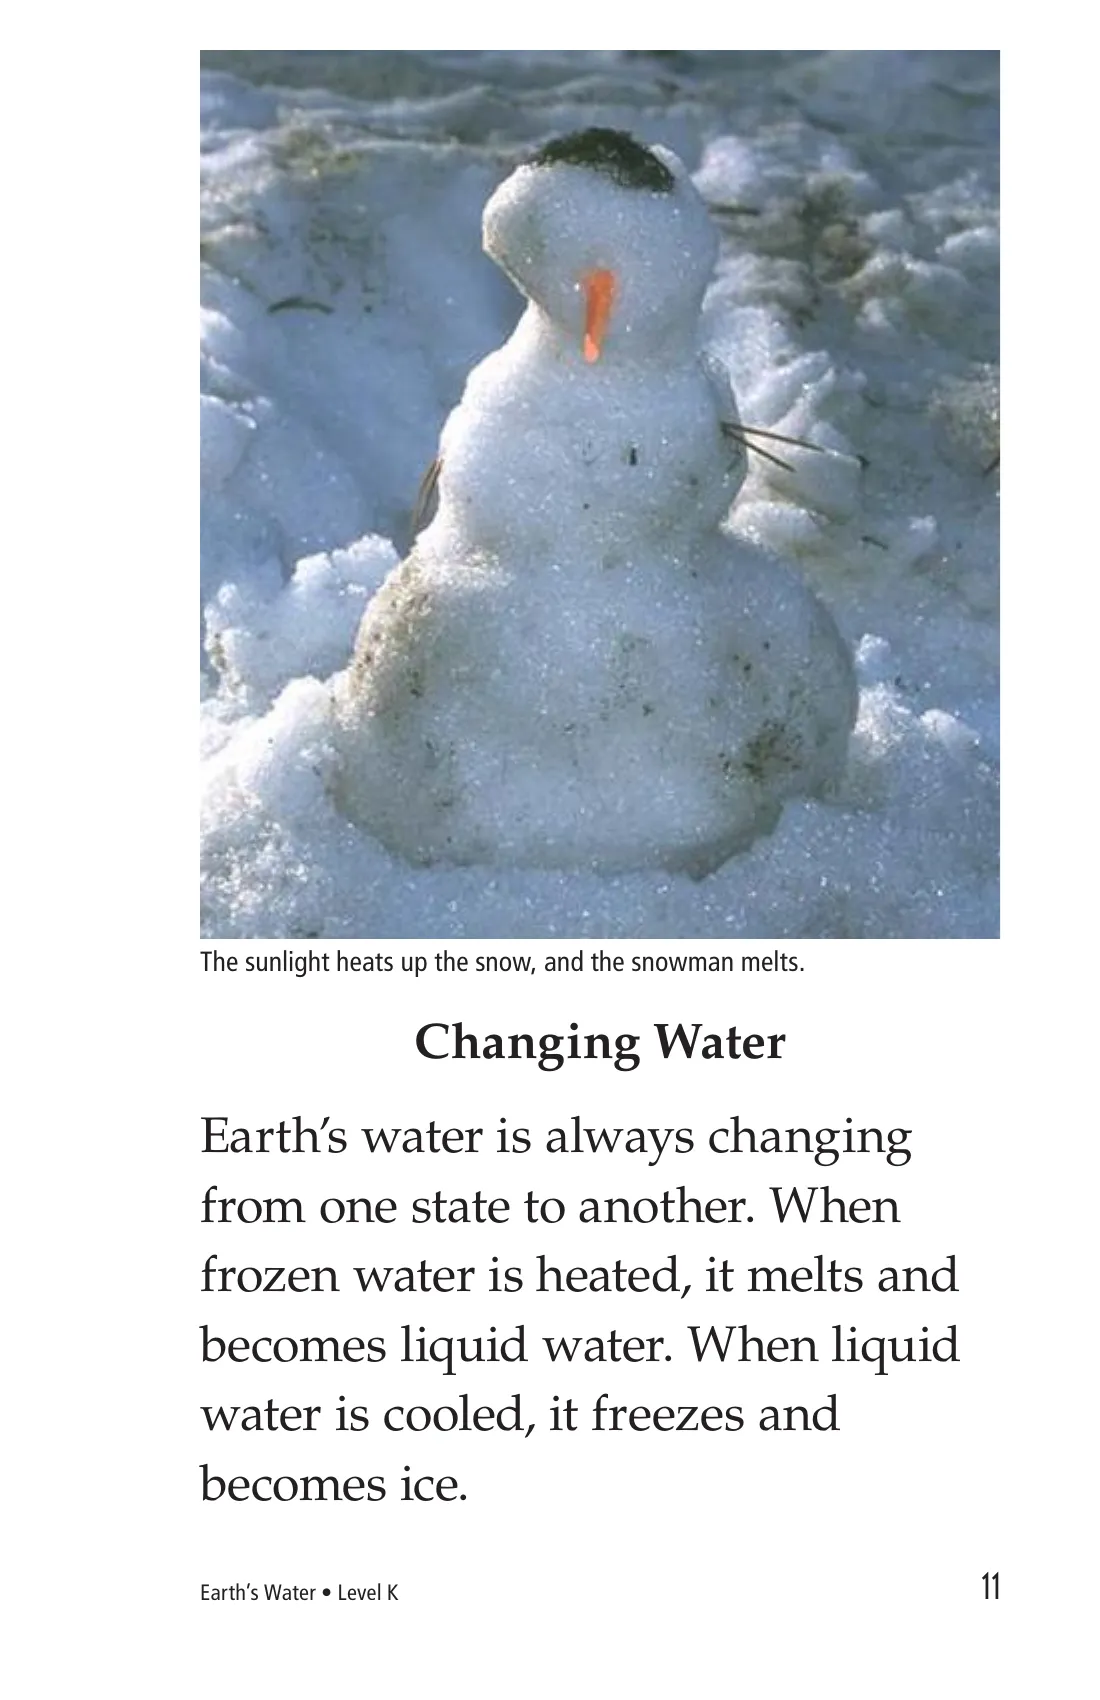 The sunlight heats up the snow, and the snowman melts.
Changing Water
Earth’s water is always changing
from one state to another. When
frozen water is heated, it melts and
becomes liquid water. When liquid
water is cooled, it freezes and
becomes ice.
Earth’s Water • Level K
11